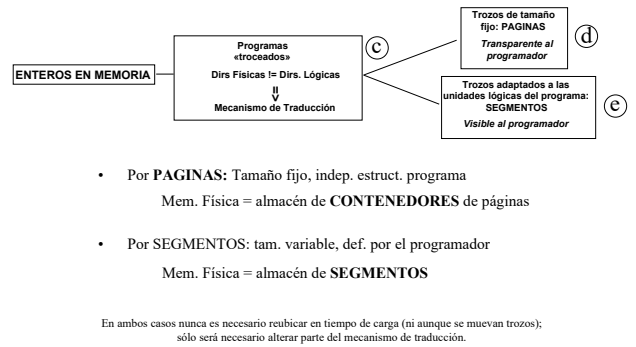 ENTEROS EN MEMORIA
Programas
«troceados»
Dirs Físicas != Dirs. Lógicas
=>
Mecanismo de Traducción
c
Trozos de tamaño
fijo: PAGINAS
Transparente al
programador
d
Trozos adaptados a las
unidades lógicas del programa:
SEGMENTOS
Visible al programador
e
• Por PAGINAS: Tamaño fijo, indep. estruct. programa
Mem. Física = almacén de CONTENEDORES de páginas
• Por SEGMENTOS: tam. variable, def. por el programador
Mem. Física = almacén de SEGMENTOS
En ambos casos nunca es necesario reubicar en tiempo de carga (ni aunque se muevan trozos);
sólo será necesario alterar parte del mecanismo de traducción.